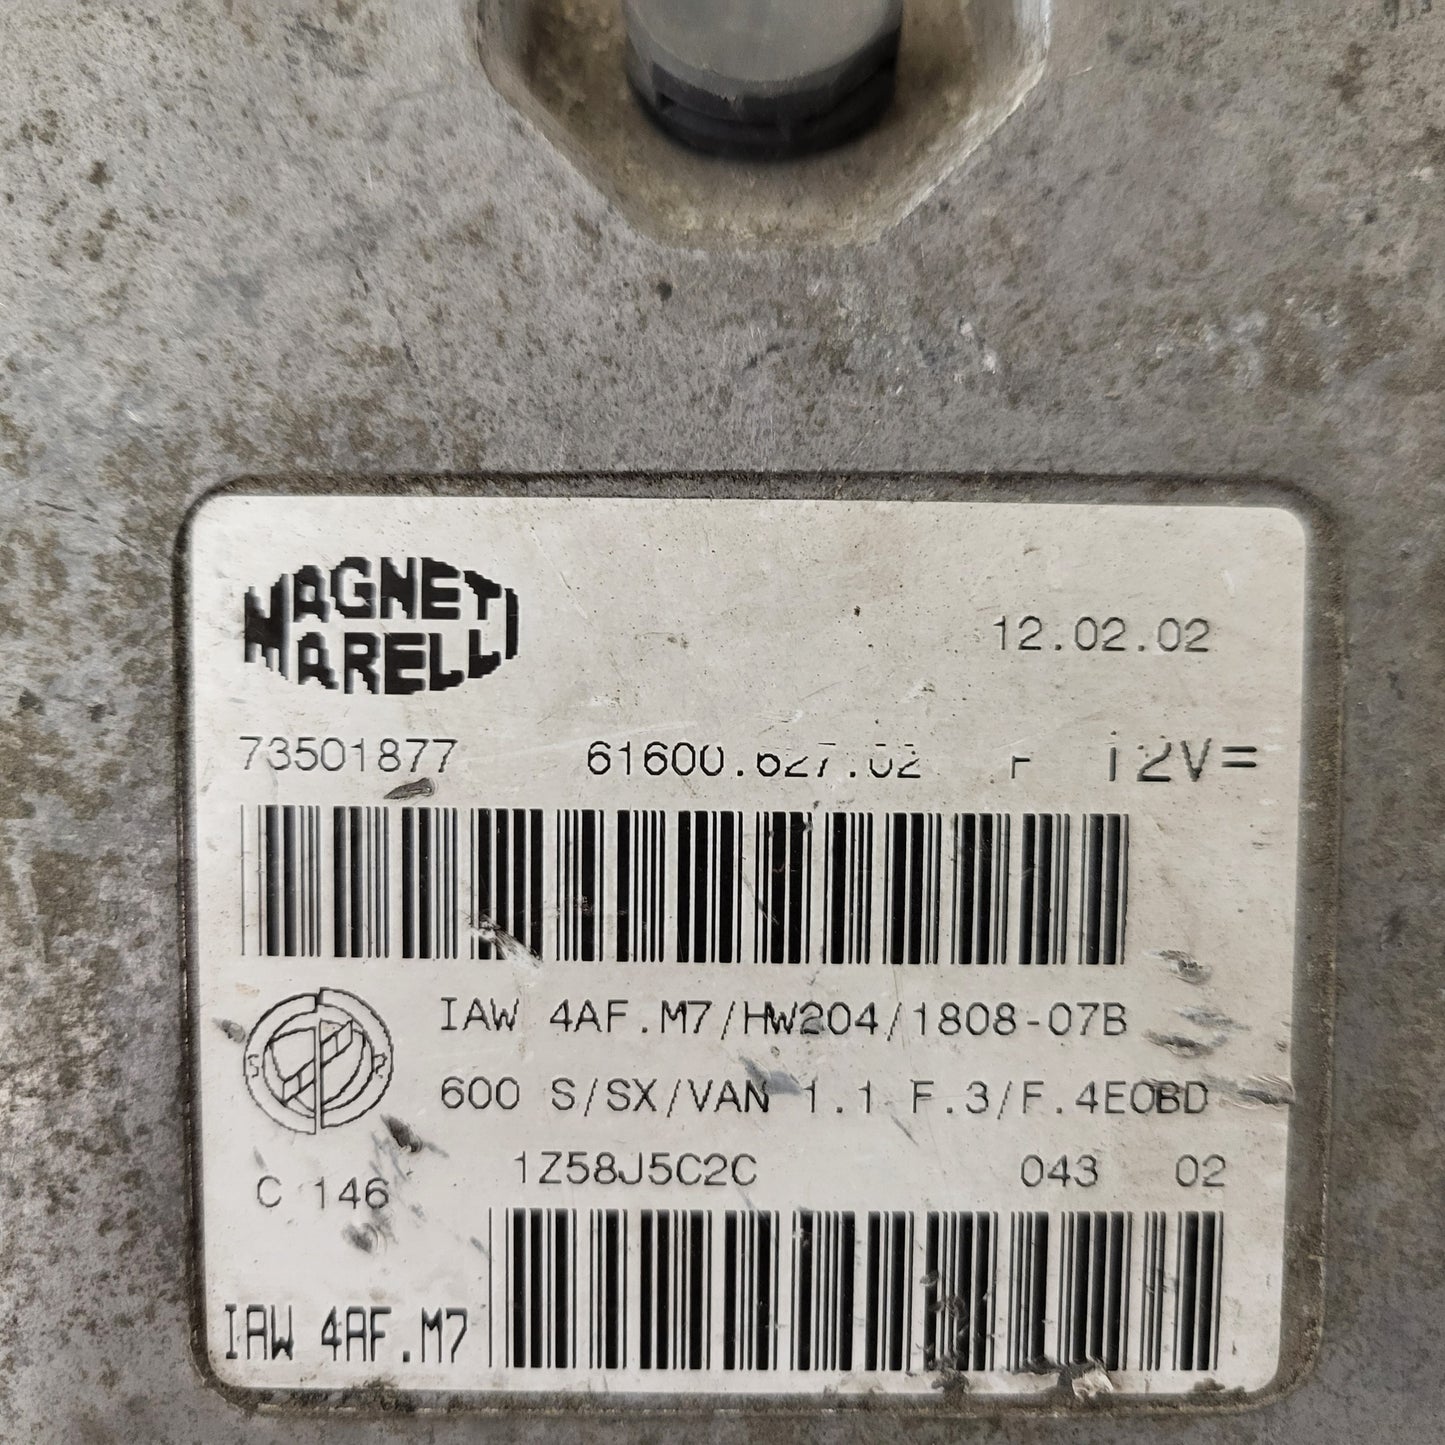 MAGNETI
MARELLI
12.02.02
73501877 61600.627.02 12V=
IAW 4AF.M7/HW204/1808-07B
600 S/SX/VAN 1.1 F.3/F.4EOBD
C 146
1Z58J5C2C 043 02
IAW 4AF.M7